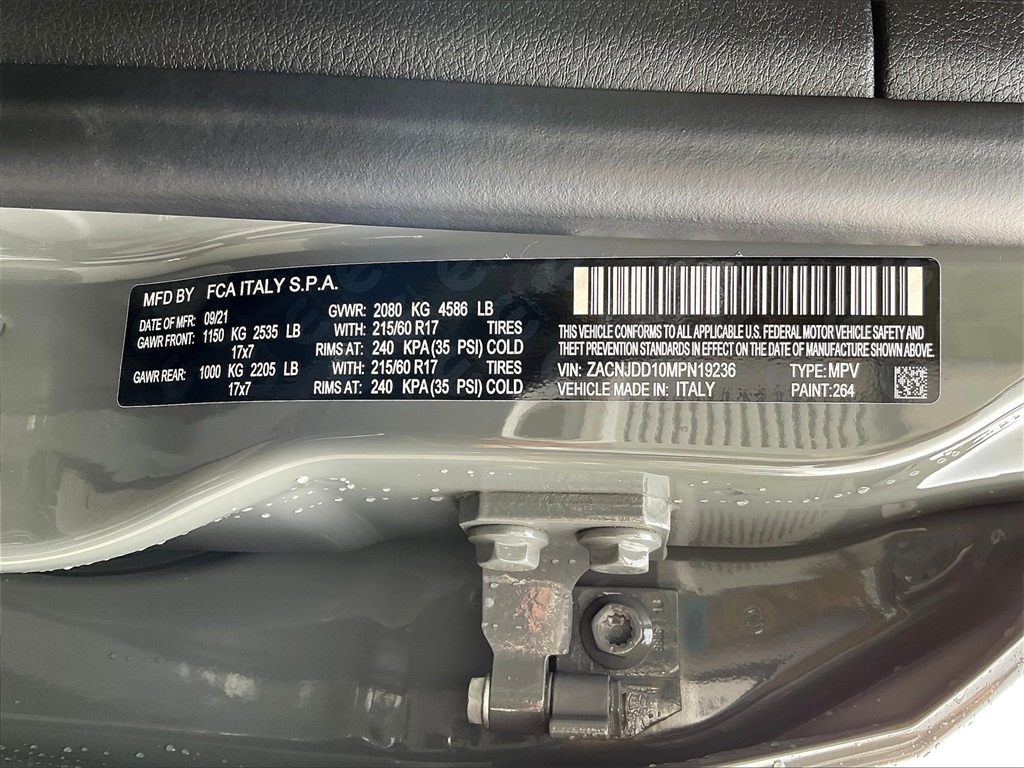 MFD BY FCA ITALY S.P.A.
DATE OF MFR: 09/21 GVWR: 2080 KG 4586 LB
GAWR FRONT: 1150 KG 2535 LB WITH: 215/60 R17 TIRES
17x7 RIMS AT: 240 KPA(35 PSI) COLD
GAWR REAR: 1000 KG 2205 LB WITH: 215/60 R17 TIRES
17x7 RIMS AT: 240 KPA(35 PSI) COLD
THIS VEHICLE CONFORMS TO ALL APPLICABLE U.S. FEDERAL MOTOR VEHICLE SAFETY AND
THEFT PREVENTION STANDARDS IN EFFECT ON THE DATE OF MANUFACTURE SHOWN ABOVE.
VIN: ZACNJDD10MPN19236 TYPE: MPV
VEHICLE MADE IN: ITALY PAINT:264